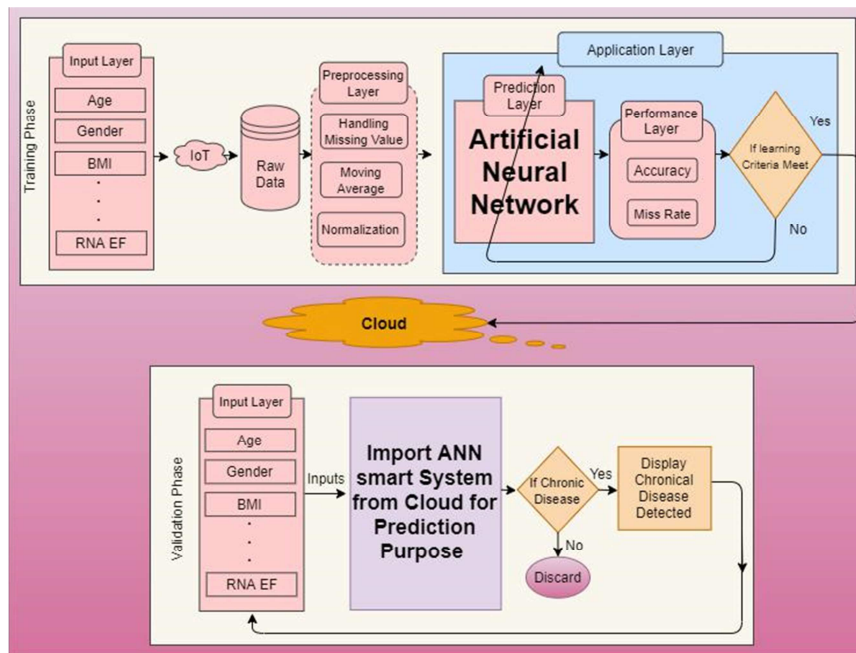 Training Phase
Input Layer
Age
Gender
BMI
.
.
.
RNA EF
IoT
Raw
Data
Preprocessing
Layer
Handling
Missing Value
Moving
Average
Normalization
Application Layer
Prediction
Layer
Artificial
Neural
Network
Performance
Layer
Accuracy
Miss Rate
If learning
Criteria Meet
Yes
No
Cloud
Validation Phase
Input Layer
Age
Gender
BMI
.
.
.
RNA EF
Inputs
Import ANN
smart System
from Cloud for
Prediction
Purpose
If Chronic
Disease
Yes
No
Discard
Display
Chronical
Disease
Detected